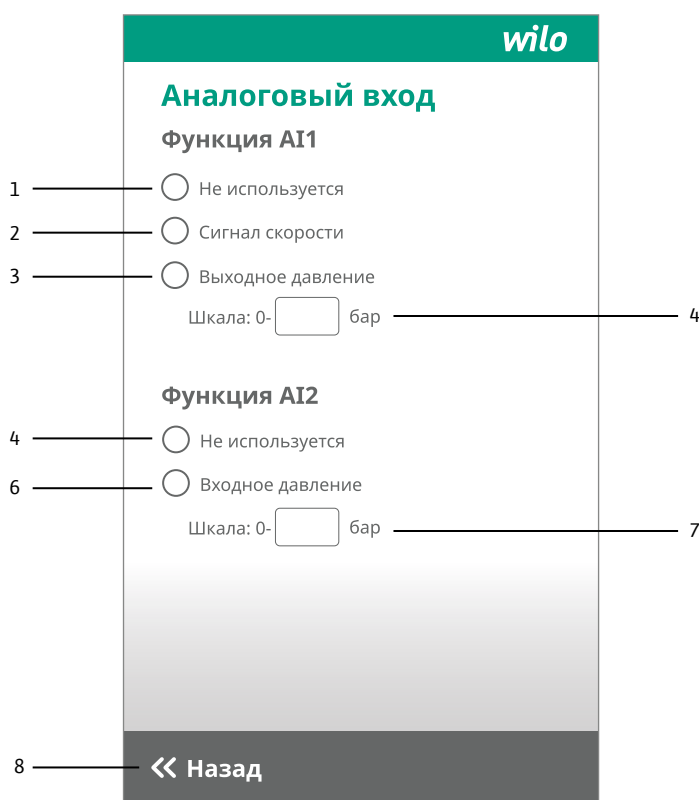 wilo
Аналоговый вход
Функция AI1
1 Не используется
2 Сигнал скорости
3 Выходное давление
Шкала: 0- бар 4
Функция AI2
4 Не используется
6 Входное давление
Шкала: 0- бар 7
8 Назад